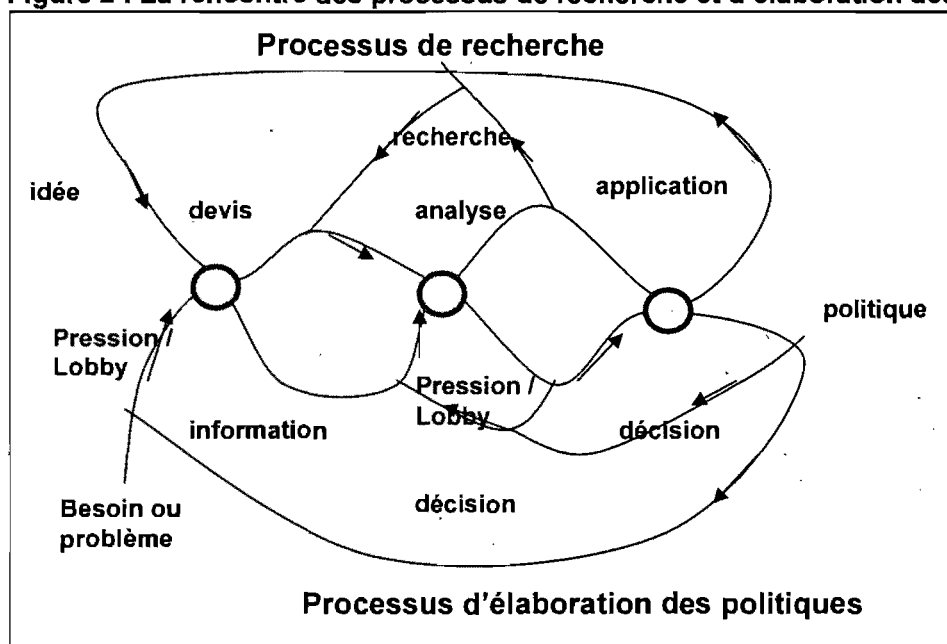 Processus de recherche
recherche
idée
devis
analyse
application
politique
Pression /
Lobby
Pression /
Lobby
information
décision
décision
Besoin ou
problème
Processus d'élaboration des politiques